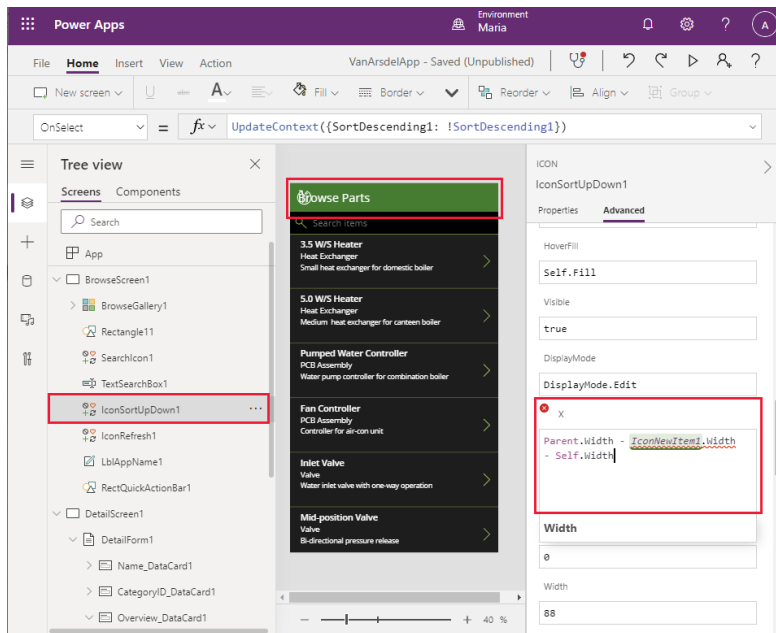 Power Apps
Environment
Maria
A
File Home Insert View Action
VanArsdelApp - Saved (Unpublished)
New screen
Fill
Border
Reorder
Align
Group
OnSelect
= fx UpdateContext({SortDescending1: !SortDescending1})
Tree view
Screens Components
Search
App
BrowseScreen1
BrowseGallery1
Rectangle11
SearchIcon1
TextSearchBox1
IconSortUpDown1 ...
IconRefresh1
LblAppName1
RectQuickActionBar1
DetailScreen1
DetailForm1
Name_DataCard1
CategoryID_DataCard1
Overview_DataCard1
Browse Parts
Search items
3.5 W/S Heater
Heat Exchanger
Small heat exchanger for domestic boiler
5.0 W/S Heater
Heat Exchanger
Medium heat exchanger for canteen boiler
Pumped Water Controller
PCB Assembly
Water pump controller for combination boiler
Fan Controller
PCB Assembly
Controller for air-con unit
Inlet Valve
Valve
Water inlet valve with one-way operation
Mid-position Valve
Valve
Bi-directional pressure release
40 %
ICON
IconSortUpDown1
Properties Advanced
HoverFill
Self.Fill
Visible
true
DisplayMode
DisplayMode.Edit
X
Parent.Width - IconNewItem1.Width
- Self.Width
Width
0
Width
88